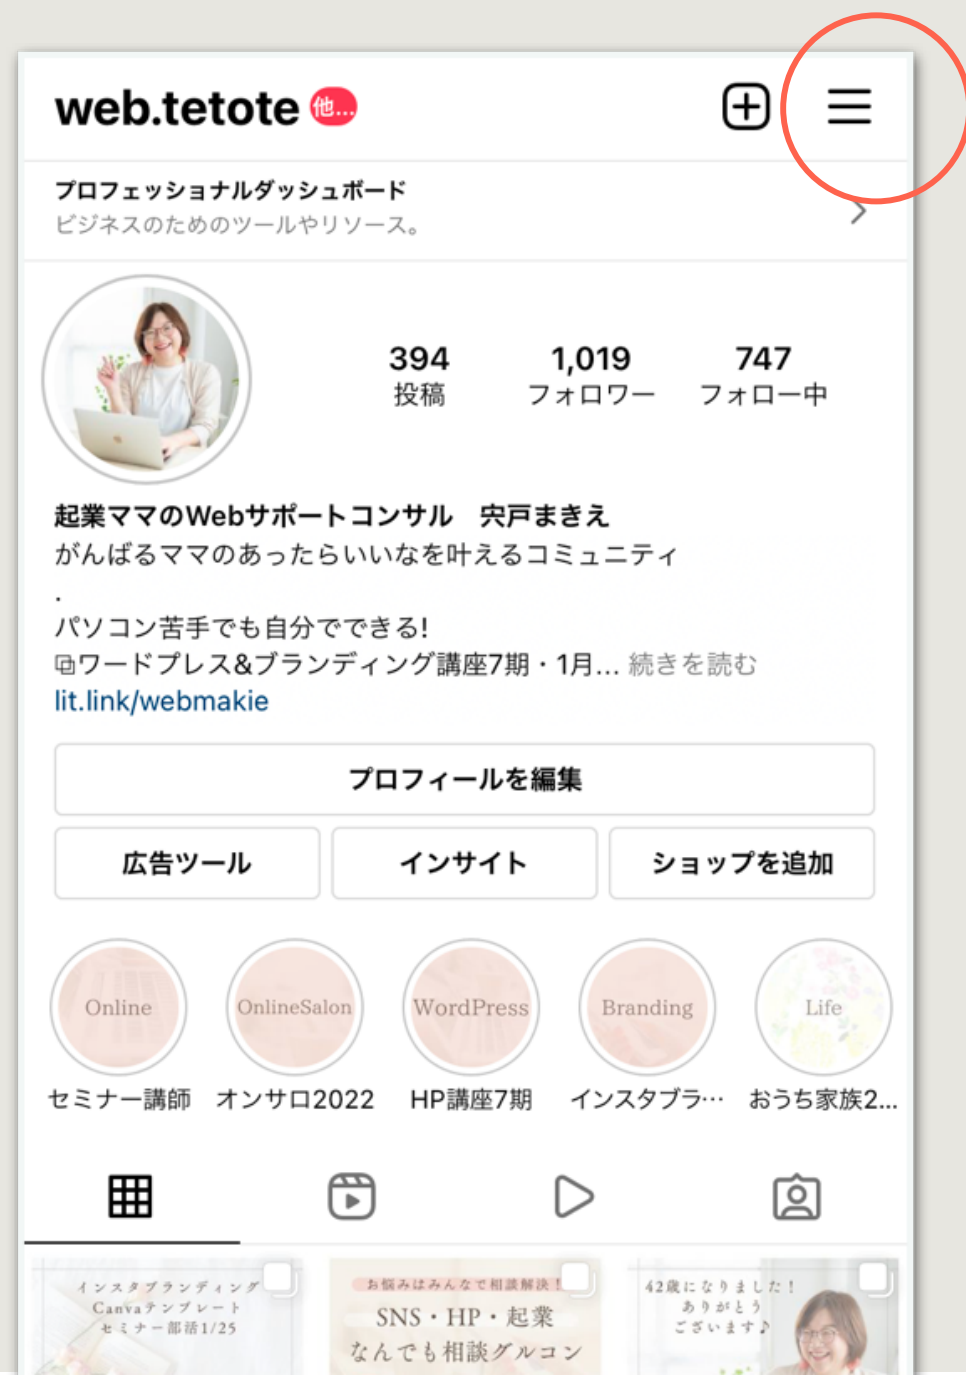 web.tetote 他...
プロフェッショナルダッシュボード
ビジネスのためのツールやリソース。
394 1,019 747
投稿 フォロワー フォロー中
起業ママのWebサポートコンサル　宍戸まきえ
がんばるママのあったらいいなを叶えるコミュニティ
.
パソコン苦手でも自分でできる!
ワードプレス&ブランディング講座7期・1月... 続きを読む
lit.link/webmakie
プロフィールを編集
広告ツール インサイト ショップを追加
Online OnlineSalon WordPress Branding Life
セミナー講師 オンサロ2022 HP講座7期 インスタブラ… おうち家族2...
インスタブランディング
Canvaテンプレート
セミナー部活1/25
お悩みはみんなで相談解決!
SNS・HP・起業
なんでも相談グルコン
42歳になりました!
ありがとう
ございます♪